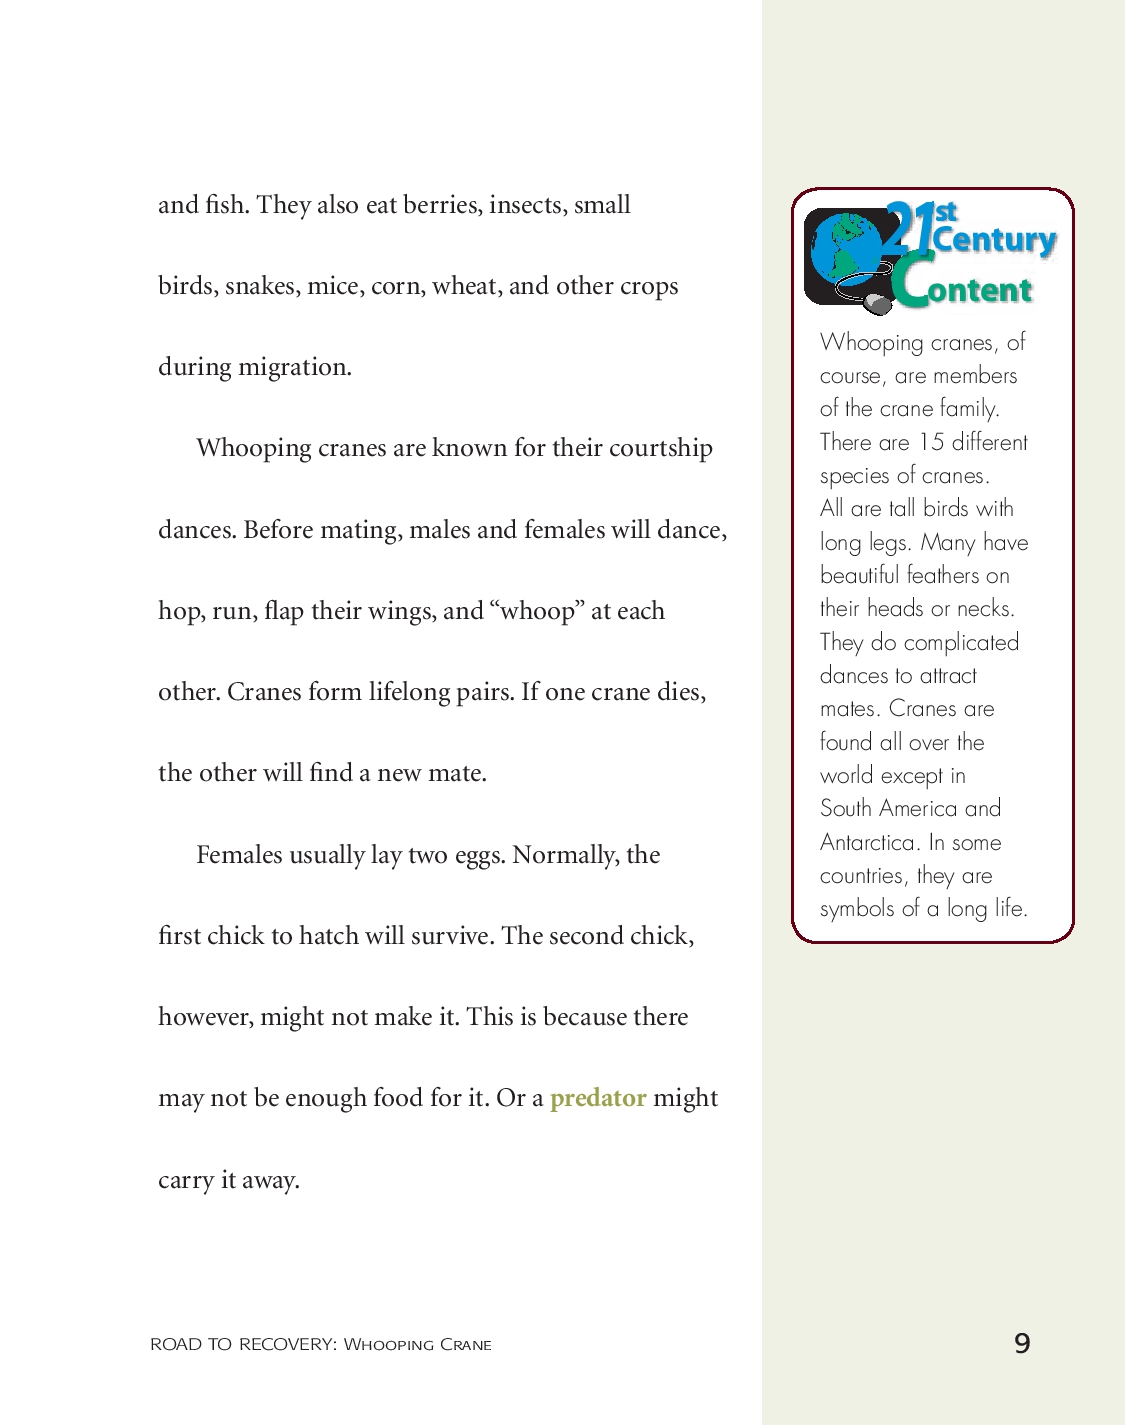 and fish. They also eat berries, insects, small
birds, snakes, mice, corn, wheat, and other crops
during migration.
Whooping cranes are known for their courtship
dances. Before mating, males and females will dance,
hop, run, flap their wings, and “whoop” at each
other. Cranes form lifelong pairs. If one crane dies,
the other will find a new mate.
Females usually lay two eggs. Normally, the
first chick to hatch will survive. The second chick,
however, might not make it. This is because there
may not be enough food for it. Or a predator might
carry it away.
21st
Century
Content
Whooping cranes, of
course, are members
of the crane family.
There are 15 different
species of cranes.
All are tall birds with
long legs. Many have
beautiful feathers on
their heads or necks.
They do complicated
dances to attract
mates. Cranes are
found all over the
world except in
South America and
Antarctica. In some
countries, they are
symbols of a long life.
ROAD TO RECOVERY: Whooping Crane
9